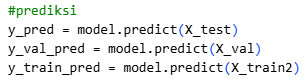 #prediksi
y_pred = model.predict(X_test)
y_val_pred = model.predict(X_val)
y_train_pred = model.predict(X_train2)